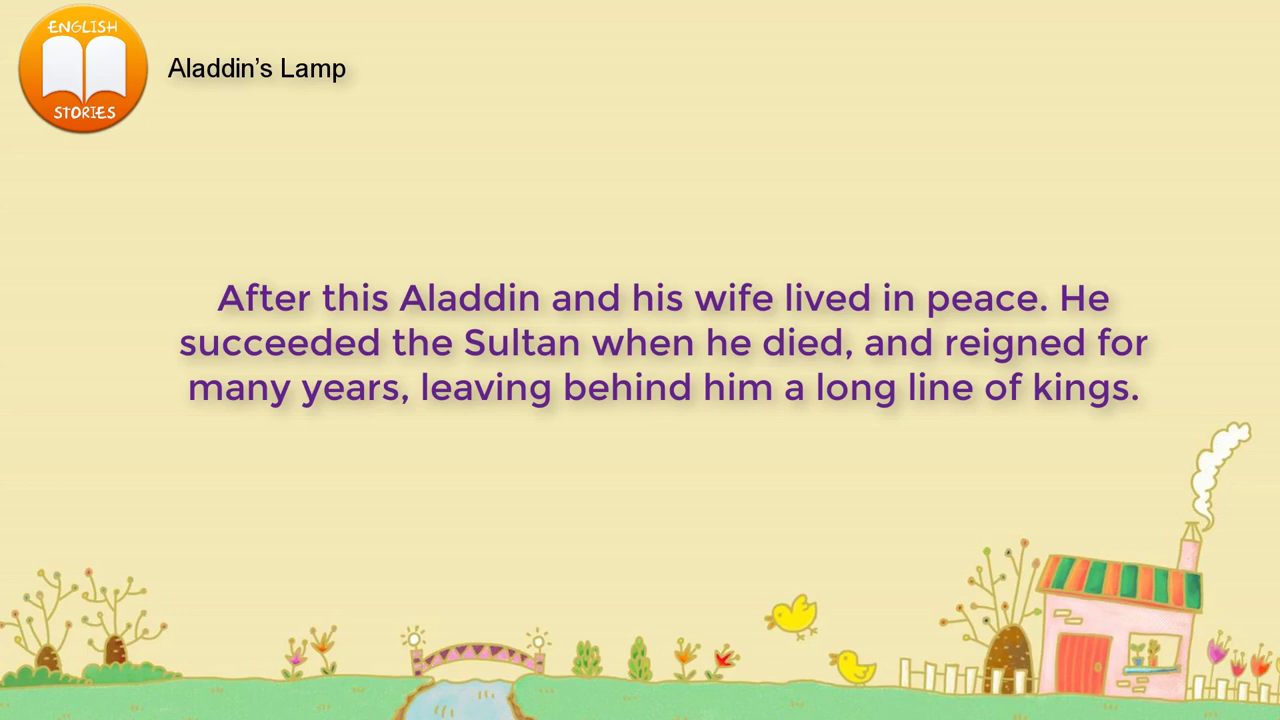 ENGLISH
STORIES
Aladdin’s Lamp
After this Aladdin and his wife lived in peace. He
succeeded the Sultan when he died, and reigned for
many years, leaving behind him a long line of kings.